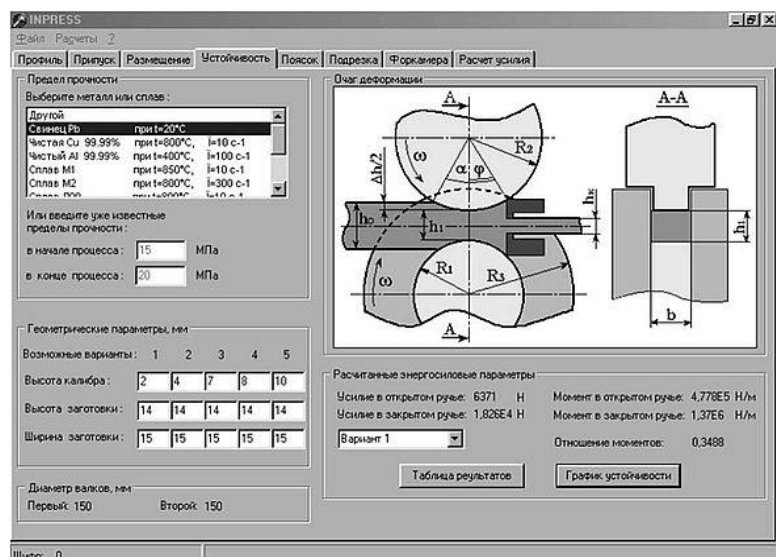 INPRESS
Файл Расчеты ?
Профиль Припуск Размещение Устойчивость Поясок Подрезка Форкамера Расчет усилия
Предел прочности
Выберите металл или сплав :
Другой
Свинец Pb при t=20°C
Чистая Cu 99.99% при t=800°C, i=10 c-1
Чистый Al 99.99% при t=400°C, i=100 c-1
Сплав М1 при t=850°C, i=10 c-1
Сплав М2 при t=800°C, i=300 c-1
Или введите уже известные
пределы прочности :
в начале процесса : 15 МПа
в конце процесса : 20 МПа
Геометрические параметры, мм
Возможные варианты : 1 2 3 4 5
Высота калибра : 2 4 7 8 10
Высота заготовки : 14 14 14 14 14
Ширина заготовки : 15 15 15 15 15
Диаметр валков, мм
Первый: 150 Второй: 150
Очаг деформации
A A-A
R2
ω α φ
Δh/2
h0 h1 hк h1
R1 R3
ω
A b
Расчитанные энергосиловые параметры
Усилие в открытом ручье: 6371 Н Момент в открытом ручье: 4,778E5 Н/м
Усилие в закрытом ручье: 1,826E4 Н Момент в закрытом ручье: 1,37E6 Н/м
Вариант 1 Отношение моментов: 0,3488
Таблица реультатов График устойчивости